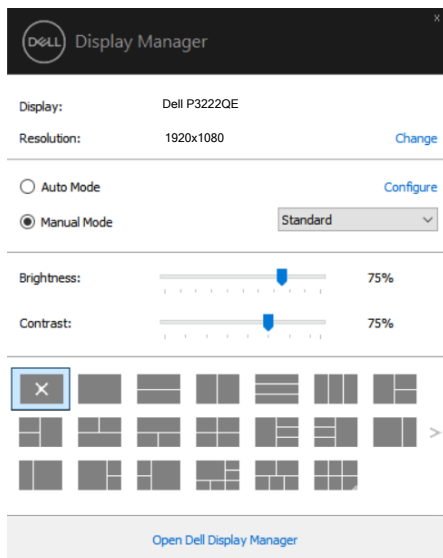 x
DELL Display Manager
Display: Dell P3222QE
Resolution: 1920x1080 Change
Auto Mode Configure
Manual Mode Standard
Brightness: 75%
Contrast: 75%
Open Dell Display Manager